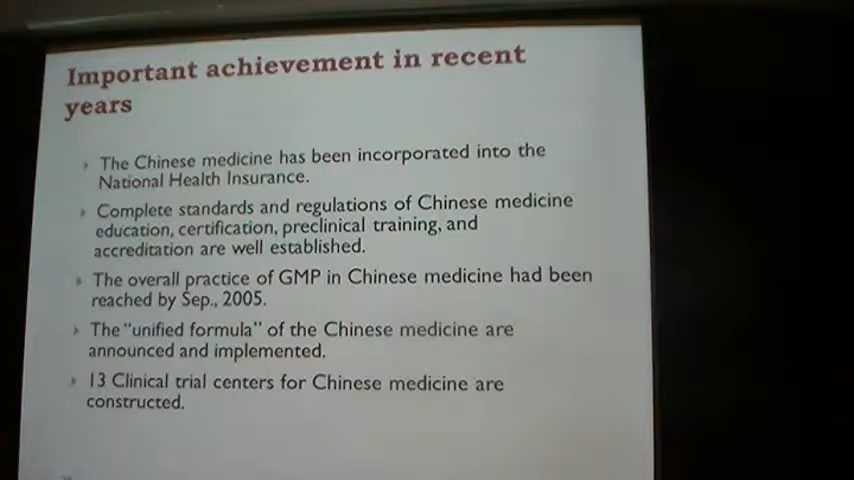 Important achievement in recent
years
The Chinese medicine has been incorporated into the
National Health Insurance.
Complete standards and regulations of Chinese medicine
education, certification, preclinical training, and
accreditation are well established.
The overall practice of GMP in Chinese medicine had been
reached by Sep., 2005.
The "unified formula" of the Chinese medicine are
announced and implemented.
13 Clinical trial centers for Chinese medicine are
constructed.